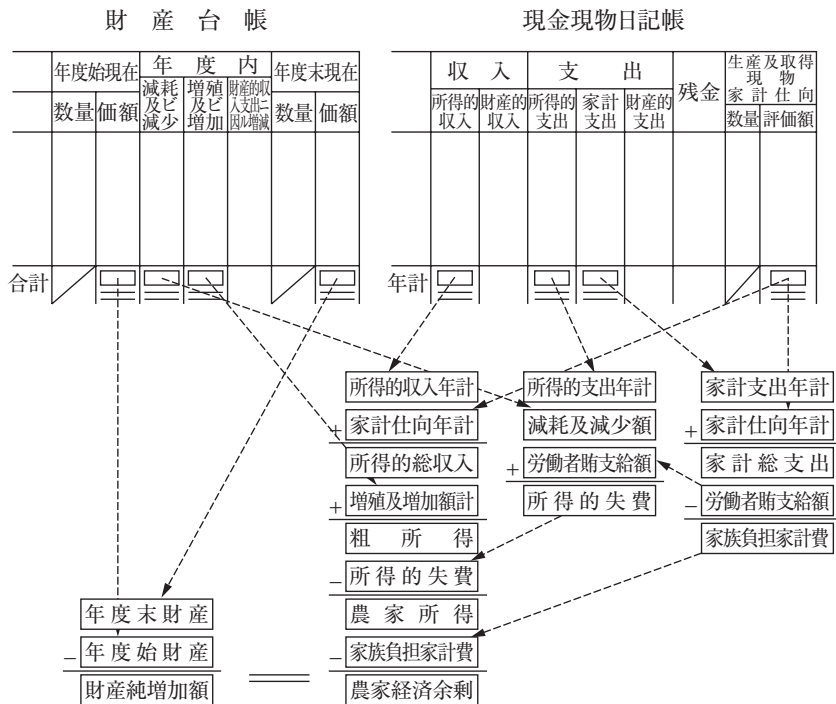 財産台帳
年度始現在 年度内 年度末現在
数量 価額 減耗及ビ減少 増殖及ビ増加 財産的収入支出ニ因ル増減 数量 価額
合計
現金現物日記帳
収入 支出 残金 生産及取得現物家計仕向
所得的収入 財産的収入 所得的支出 家計支出 財産的支出 数量 評価額
年計
所得的収入年計
+ 家計仕向年計
所得的総収入
+ 増殖及増加額計
粗所得
− 所得的失費
農家所得
− 家族負担家計費
農家経済余剰
所得的支出年計
減耗及減少額
+ 労働者賄支給額
所得的失費
家計支出年計
+ 家計仕向年計
家計総支出
− 労働者賄支給額
家族負担家計費
年度末財産
− 年度始財産
財産純増加額